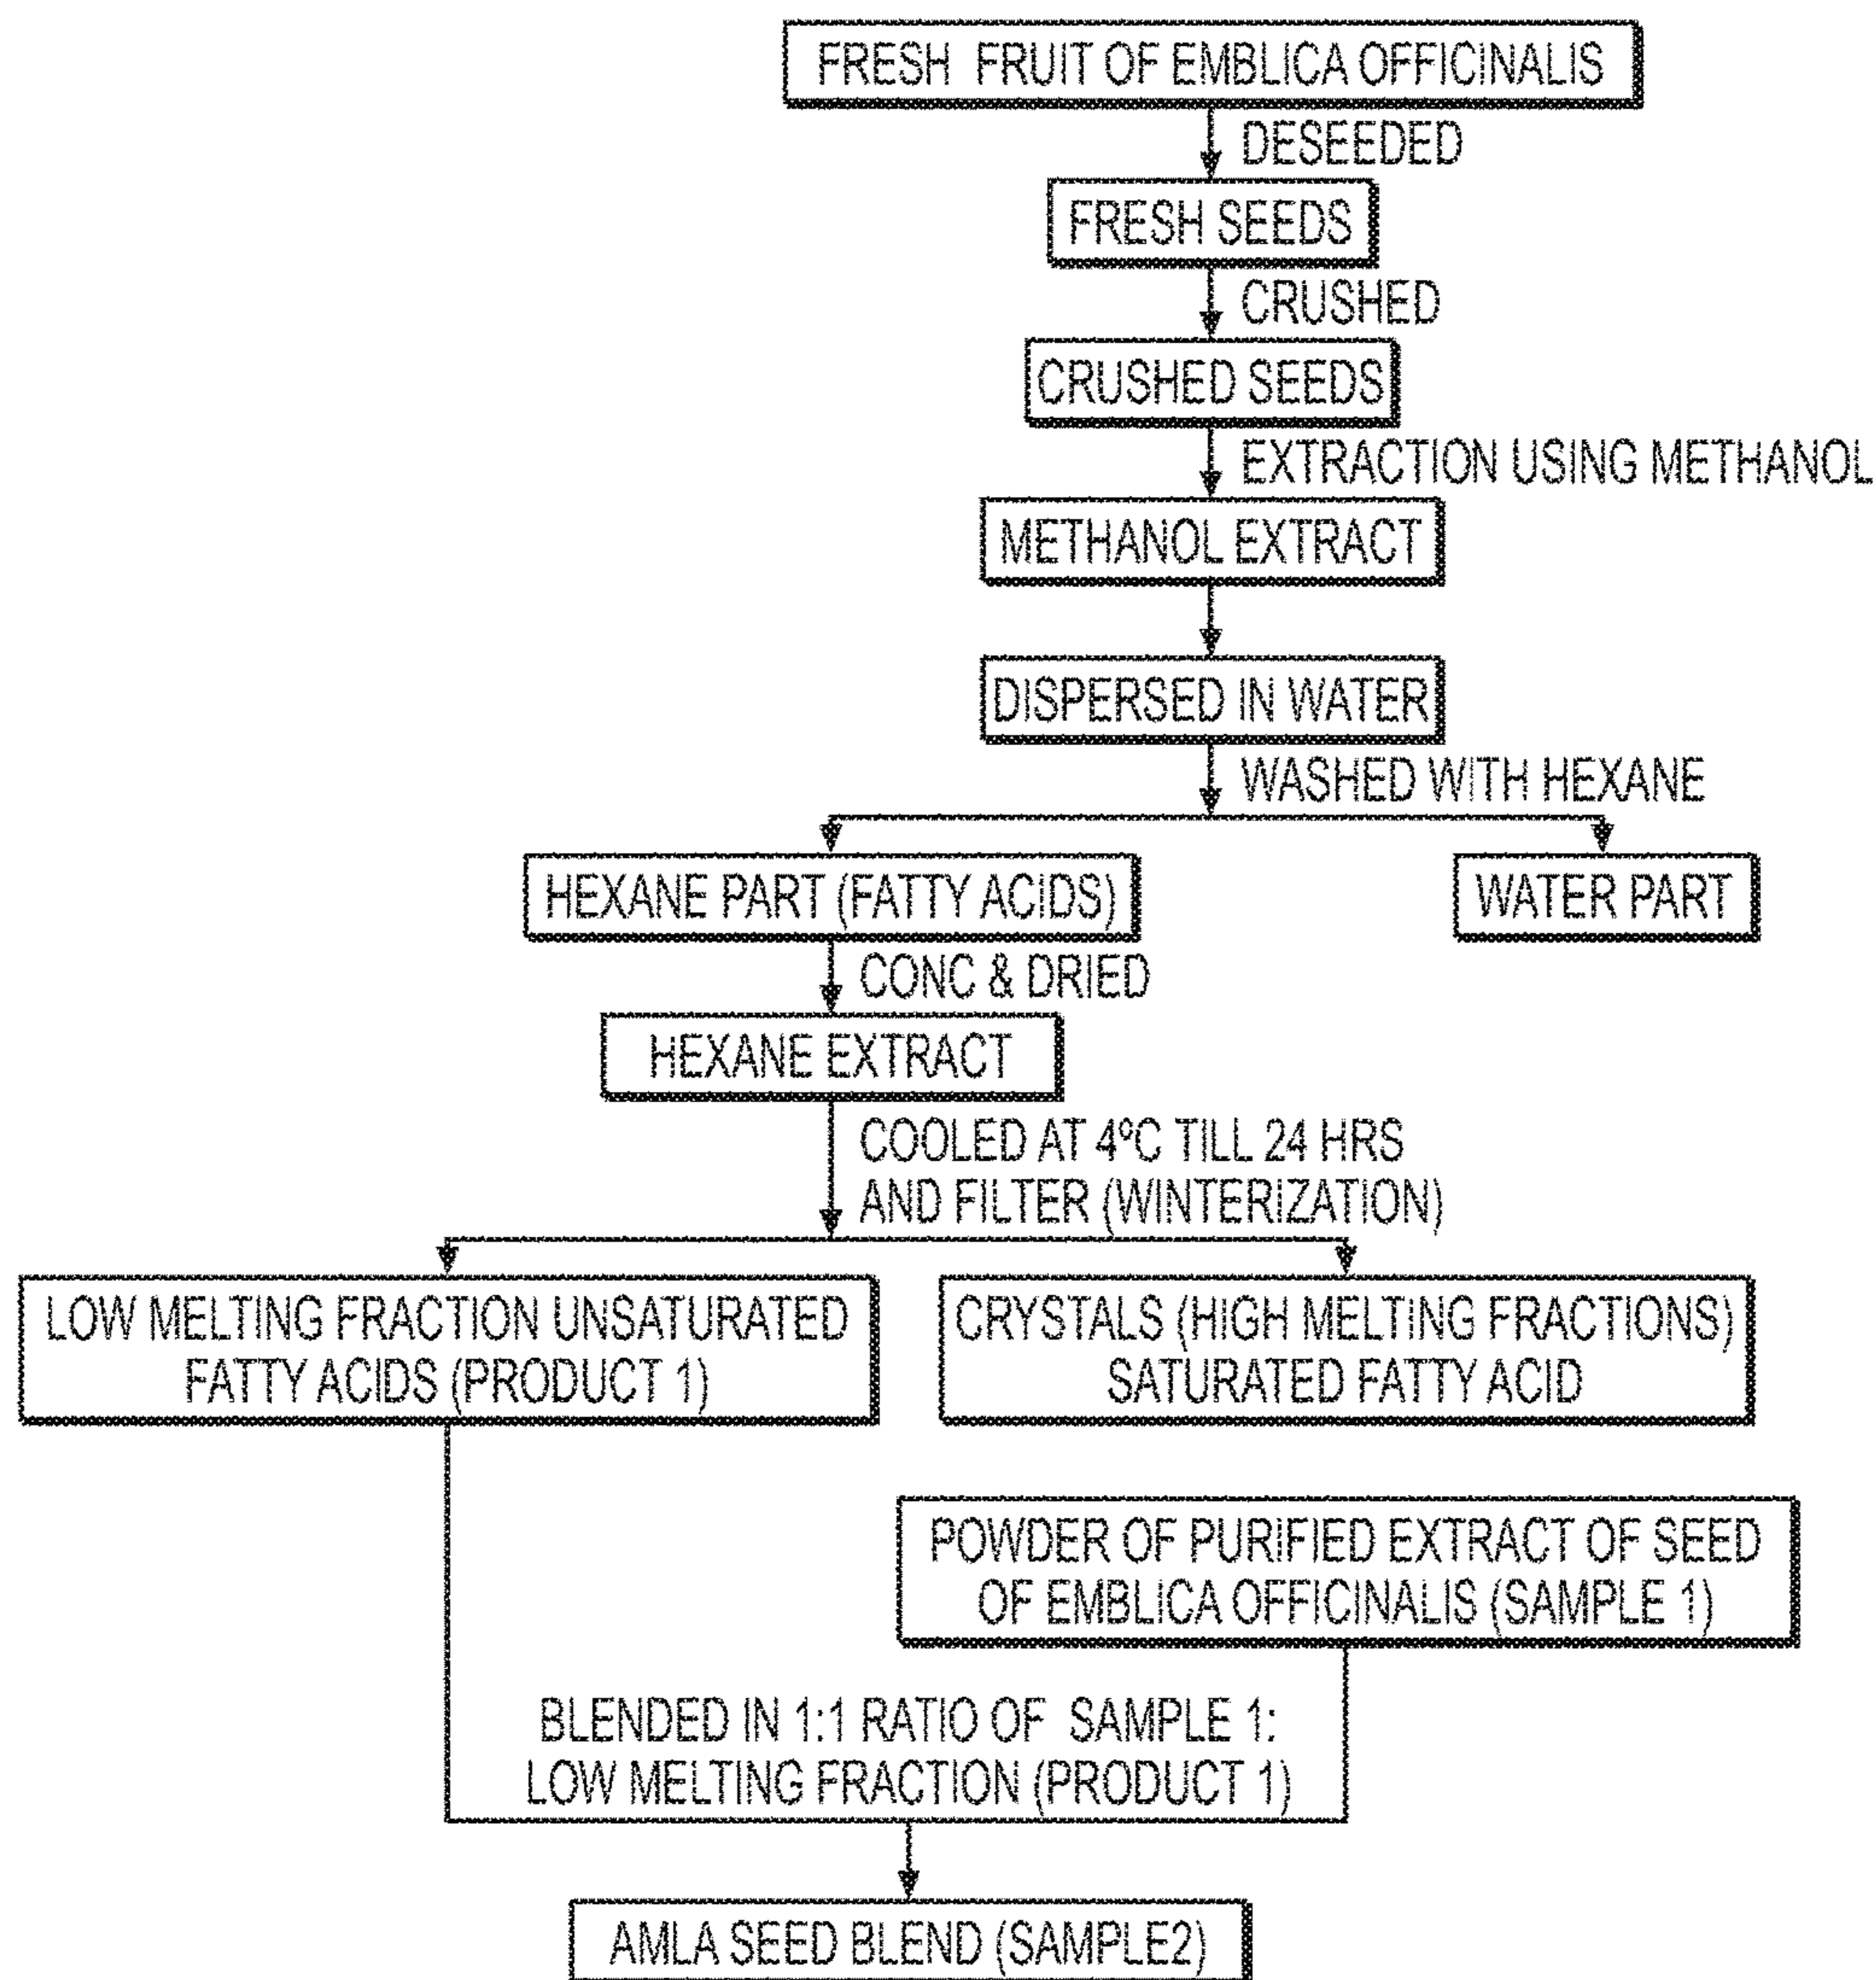 FRESH FRUIT OF EMBLICA OFFICINALIS
DESEEDED
FRESH SEEDS
CRUSHED
CRUSHED SEEDS
EXTRACTION USING METHANOL
METHANOL EXTRACT
DISPERSED IN WATER
WASHED WITH HEXANE
HEXANE PART (FATTY ACIDS)
WATER PART
CONC & DRIED
HEXANE EXTRACT
COOLED AT 4ºC TILL 24 HRS
AND FILTER (WINTERIZATION)
LOW MELTING FRACTION UNSATURATED
FATTY ACIDS (PRODUCT 1)
CRYSTALS (HIGH MELTING FRACTIONS)
SATURATED FATTY ACID
POWDER OF PURIFIED EXTRACT OF SEED
OF EMBLICA OFFICINALIS (SAMPLE 1)
BLENDED IN 1:1 RATIO OF SAMPLE 1:
LOW MELTING FRACTION (PRODUCT 1)
AMLA SEED BLEND (SAMPLE2)